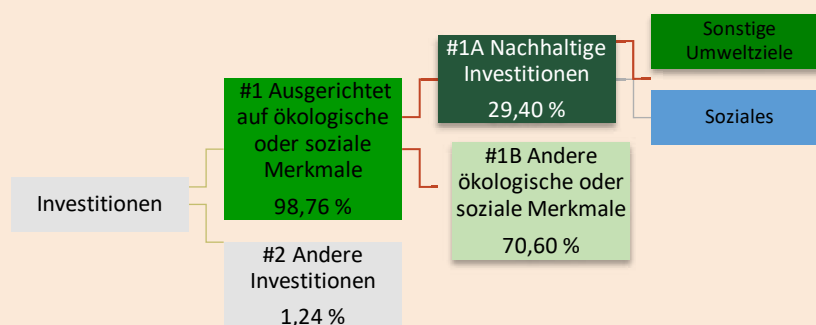 Investitionen
#1 Ausgerichtet
auf ökologische
oder soziale
Merkmale
98,76 %
#2 Andere
Investitionen
1,24 %
#1A Nachhaltige
Investitionen
29,40 %
#1B Andere
ökologische oder
soziale Merkmale
70,60 %
Sonstige
Umweltziele
Soziales